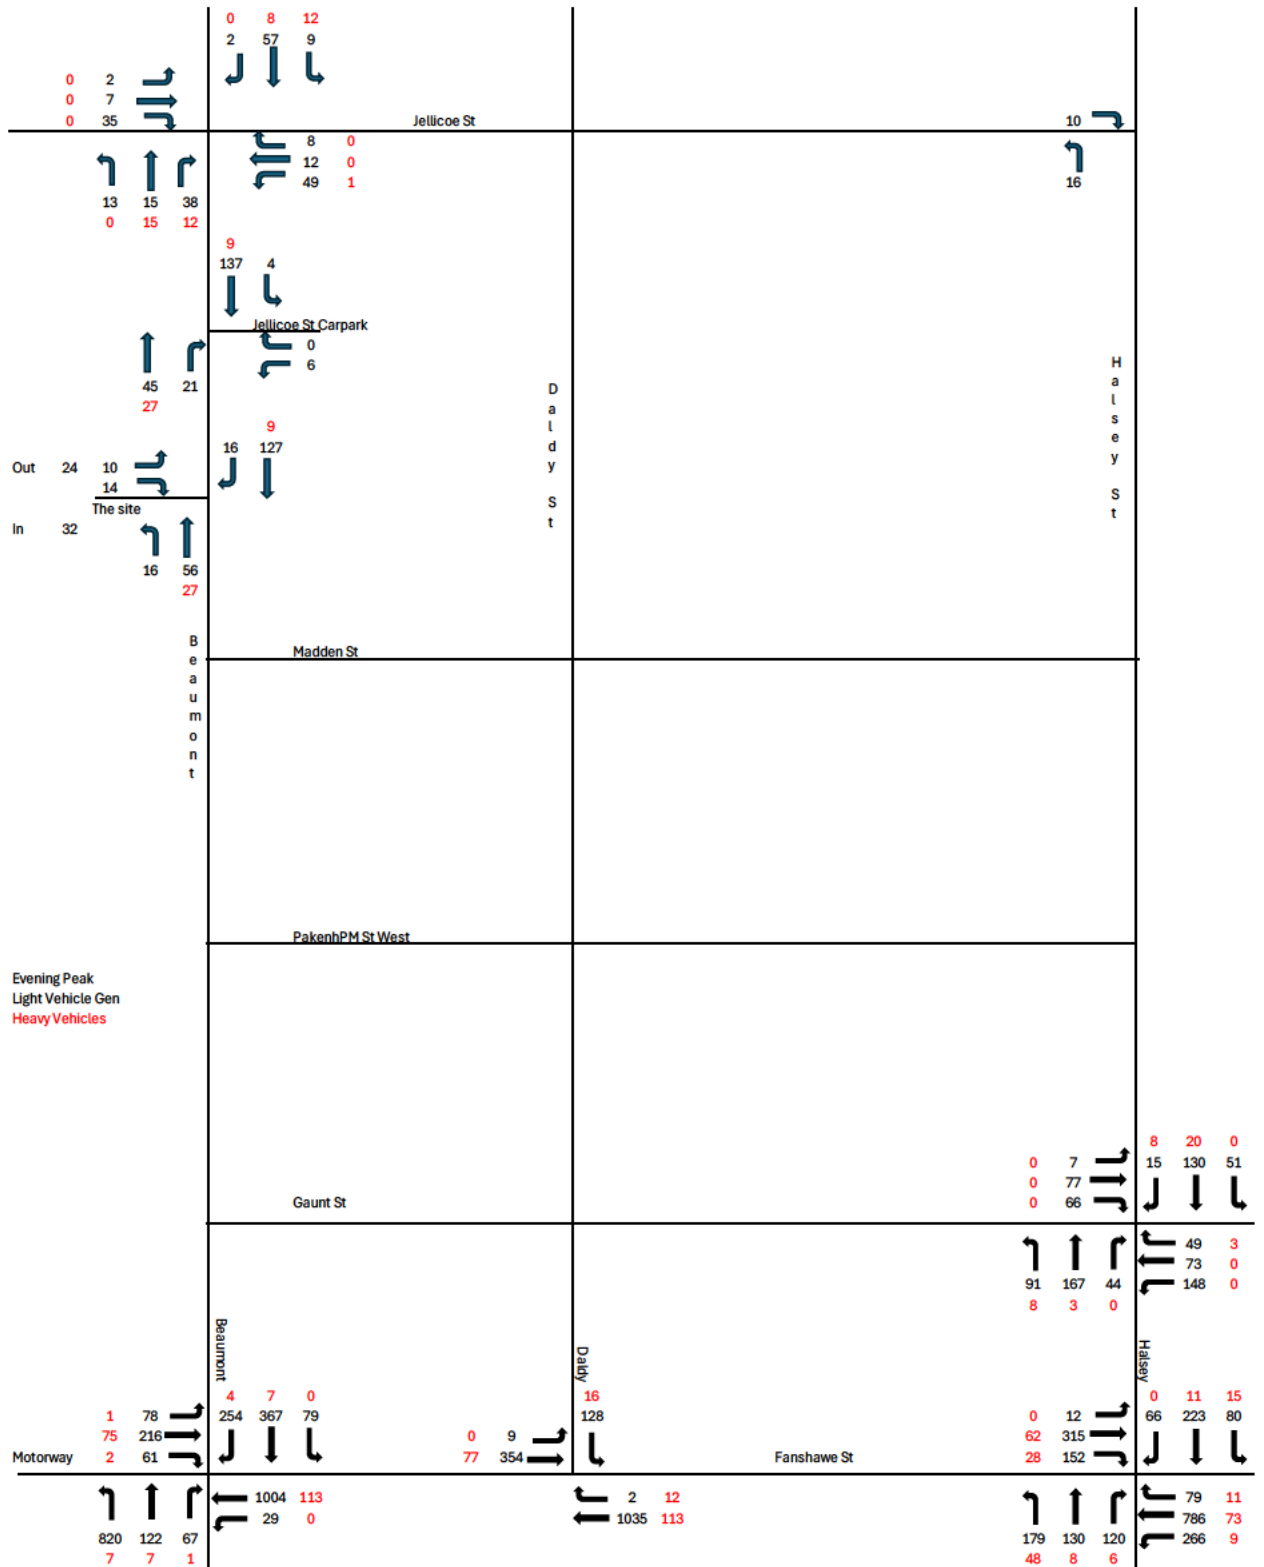 0 8 12
2 57 9
0 2
0 7
0 35
Jellicoe St
10
8 0
12 0
49 1
13 15 38
0 15 12
16
9
137 4
Jellicoe St Carpark
0
6
45 21
27
9
16 127
Out 24 10
14
The site
In 32
16 56
27
Daldy St
Halsey St
Beaumont
Madden St
PakenhPM St West
Evening Peak
Light Vehicle Gen
Heavy Vehicles
8 20 0
0 7 15 130 51
0 77
0 66
Gaunt St
49 3
73 0
148 0
91 167 44
8 3 0
Beaumont
Daldy
Halsey
4 7 0
254 367 79
1 78
75 216
2 61
Motorway
16
128
0 9
77 354
Fanshawe St
0 11 15
66 223 80
0 12
62 315
28 152
1004 113
29 0
820 122 67
7 7 1
2 12
1035 113
79 11
786 73
266 9
179 130 120
48 8 6